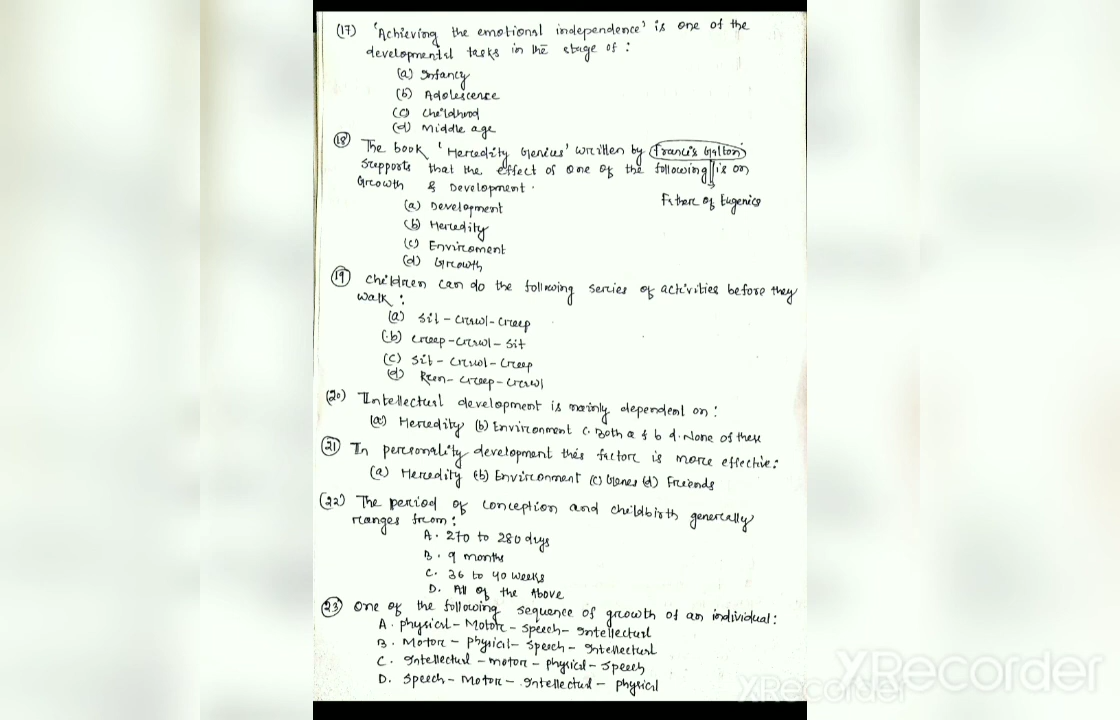 (17) 'Achieving the emotional independence' is one of the
developmental tasks in the stage of :
(a) Infancy
(b) Adolescence
(c) Childhood
(d) Middle age
(18) The book 'Heredity Genius' written by Francis Galton
supports that the effect of one of the following is on
Growth & Development.
Father of Eugenics
(a) Development
(b) Heredity
(c) Enviroment
(d) Growth
(19) Children can do the following series of activities before they
walk :
(a) Sit - Crawl - Creep
(b) Creep - Crawl - Sit
(c) Sit - Crawl - Creep
(d) Run - Creep - Crawl
(20) Intellectual development is mainly dependent on :
(a) Heredity (b) Environment c. Both a & b d. None of these
(21) In personality development this factor is more effective :
(a) Heredity (b) Environment (c) Genes (d) Friends
(22) The period of conception and childbirth generally
ranges from :
A. 270 to 280 days
B. 9 months
C. 36 to 40 weeks
D. All of the Above
(23) One of the following sequence of growth of an individual :
A. Physical - Motor - Speech - Intellectual
B. Motor - Physical - Speech - Intellectual
C. Intellectual - motor - physical - Speech
D. Speech - Motor - Intellectual - physical
XRecorder
XRecorder